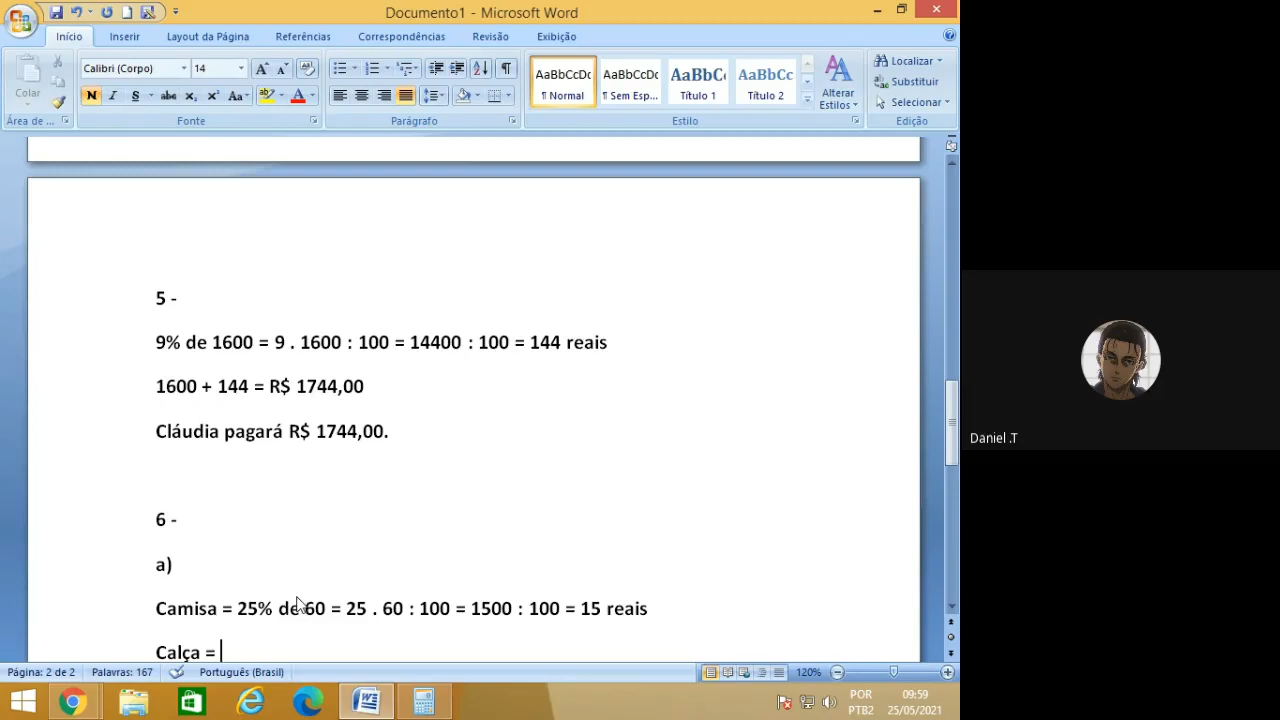 Documento1 - Microsoft Word
Início Inserir Layout da Página Referências Correspondências Revisão Exibição
Calibri (Corpo) 14
Colar
N I S abc x₂ x² Aa A
AaBbCcDc AaBbCcDc AaBbC AaBbCc
¶ Normal ¶ Sem Esp... Título 1 Título 2
Alterar Estilos
Localizar
Substituir
Selecionar
Área de ... Fonte Parágrafo Estilo Edição
5 -
9% de 1600 = 9 . 1600 : 100 = 14400 : 100 = 144 reais
1600 + 144 = R$ 1744,00
Cláudia pagará R$ 1744,00.
6 -
a)
Camisa = 25% de 60 = 25 . 60 : 100 = 1500 : 100 = 15 reais
Calça =
Daniel .T
Página: 2 de 2 Palavras: 167 Português (Brasil) 120%
POR 09:59
PTB2 25/05/2021